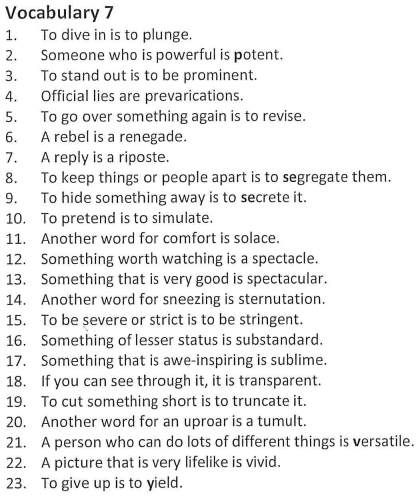 Vocabulary 7
1. To dive in is to plunge.
2. Someone who is powerful is potent.
3. To stand out is to be prominent.
4. Official lies are prevarications.
5. To go over something again is to revise.
6. A rebel is a renegade.
7. A reply is a riposte.
8. To keep things or people apart is to segregate them.
9. To hide something away is to secrete it.
10. To pretend is to simulate.
11. Another word for comfort is solace.
12. Something worth watching is a spectacle.
13. Something that is very good is spectacular.
14. Another word for sneezing is sternutation.
15. To be severe or strict is to be stringent.
16. Something of lesser status is substandard.
17. Something that is awe-inspiring is sublime.
18. If you can see through it, it is transparent.
19. To cut something short is to truncate it.
20. Another word for an uproar is a tumult.
21. A person who can do lots of different things is versatile.
22. A picture that is very lifelike is vivid.
23. To give up is to yield.